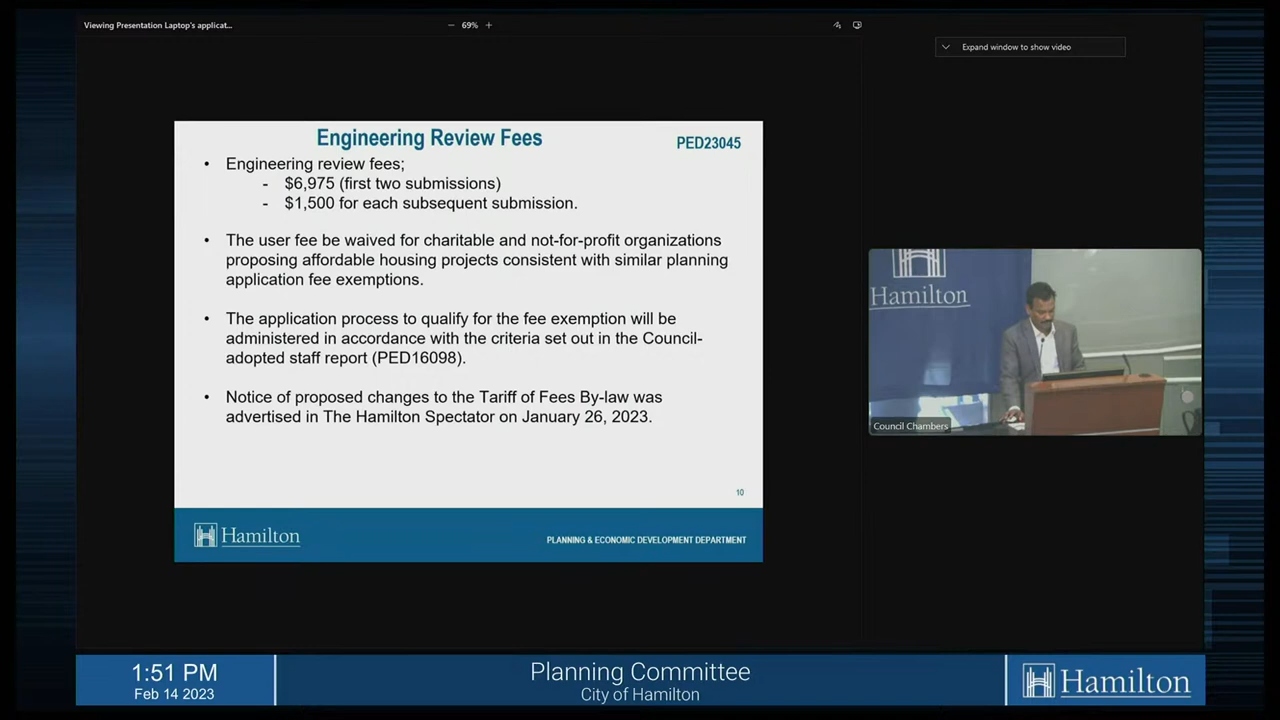 Viewing Presentation Laptop's applicat...
69%
Expand window to show video
Engineering Review Fees
PED23045
• Engineering review fees;
- $6,975 (first two submissions)
- $1,500 for each subsequent submission.
• The user fee be waived for charitable and not-for-profit organizations
proposing affordable housing projects consistent with similar planning
application fee exemptions.
• The application process to qualify for the fee exemption will be
administered in accordance with the criteria set out in the Council-
adopted staff report (PED16098).
• Notice of proposed changes to the Tariff of Fees By-law was
advertised in The Hamilton Spectator on January 26, 2023.
10
Hamilton
PLANNING & ECONOMIC DEVELOPMENT DEPARTMENT
Hamilton
Council Chambers
1:51 PM
Feb 14 2023
Planning Committee
City of Hamilton
Hamilton